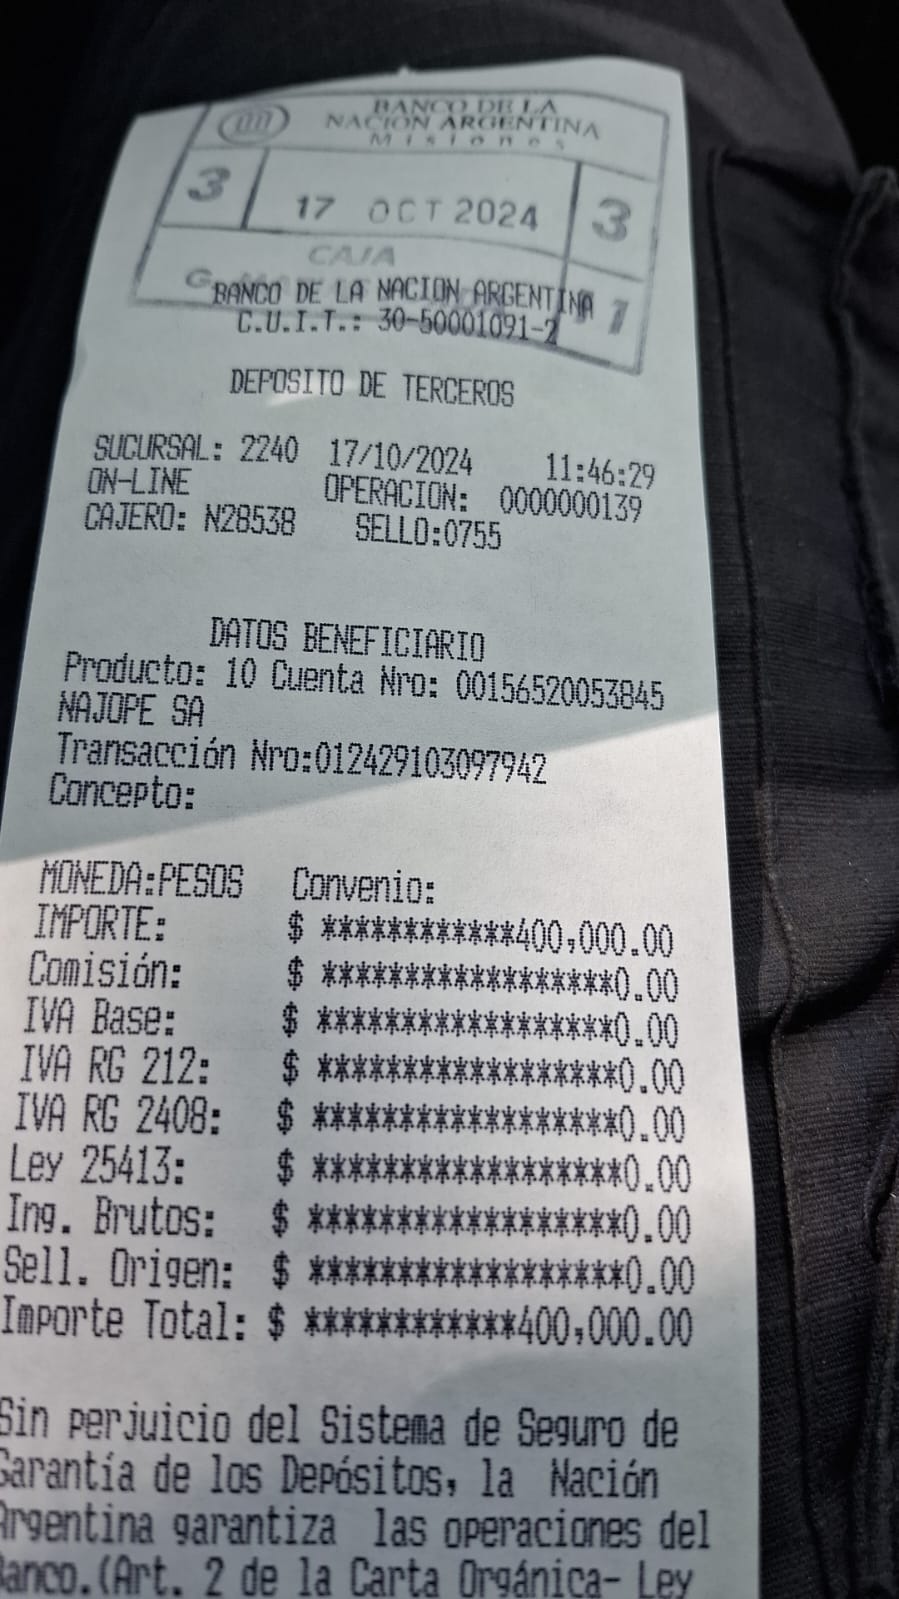 BANCO DE LA
NACION ARGENTINA
Misiones
3 17 OCT 2024 3
CAJA
G 1
BANCO DE LA NACION ARGENTINA
C.U.I.T.: 30-50001091-2
DEPOSITO DE TERCEROS
SUCURSAL: 2240 17/10/2024 11:46:29
ON-LINE OPERACION: 0000000139
CAJERO: N28538 SELLO:0755
DATOS BENEFICIARIO
Producto: 10 Cuenta Nro: 00156520053845
NAJOPE SA
Transacción Nro:012429103097942
Concepto:
MONEDA:PESOS Convenio:
IMPORTE: $ ************400,000.00
Comisión: $ *****************0.00
IVA Base: $ *****************0.00
IVA RG 212: $ *****************0.00
IVA RG 2408: $ *****************0.00
Ley 25413: $ *****************0.00
Ing. Brutos: $ *****************0.00
Sell. Origen: $ *****************0.00
Importe Total: $ ************400,000.00
Sin perjuicio del Sistema de Seguro de
Garantía de los Depósitos, la Nación
Argentina garantiza las operaciones del
Banco.(Art. 2 de la Carta Orgánica- Ley